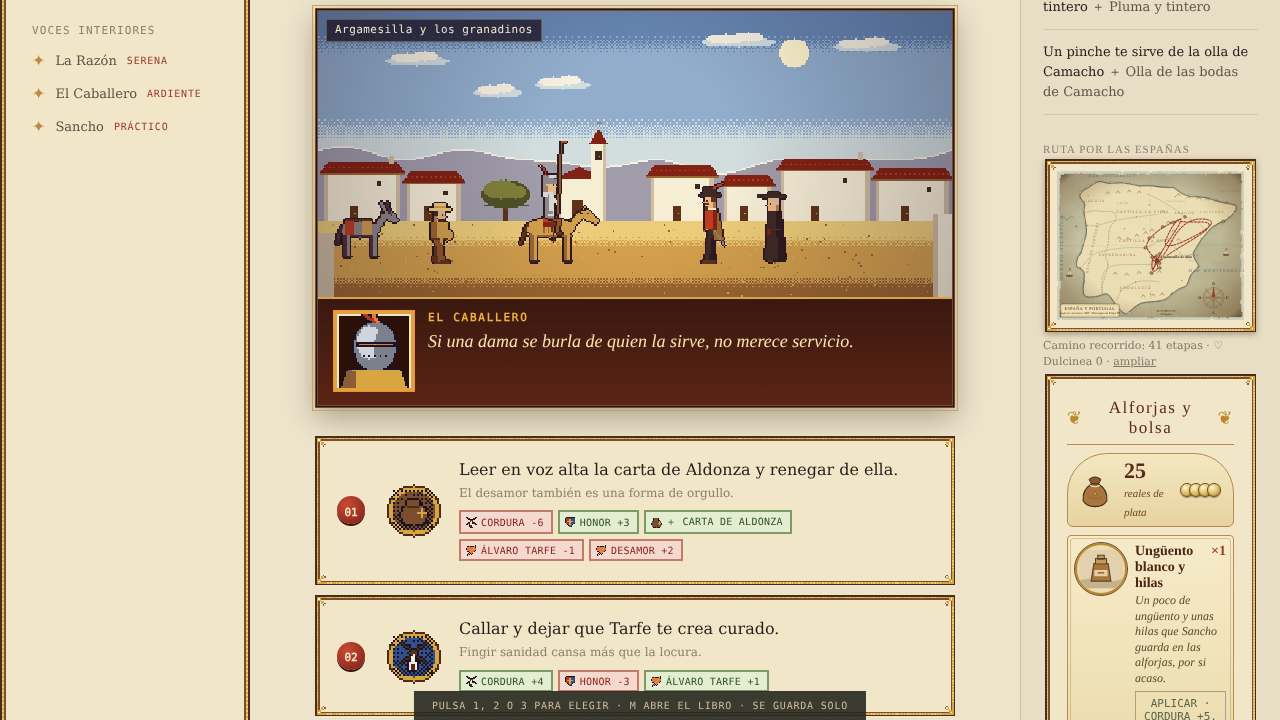 VOCES INTERIORES
✦ La Razón SERENA
✦ El Caballero ARDIENTE
✦ Sancho PRÁCTICO
Argamesilla y los granadinos
EL CABALLERO
Si una dama se burla de quien la sirve, no merece servicio.
01
Leer en voz alta la carta de Aldonza y renegar de ella.
El desamor también es una forma de orgullo.
CORDURA -6 HONOR +3 + CARTA DE ALDONZA
ÁLVARO TARFE -1 DESAMOR +2
02
Callar y dejar que Tarfe te crea curado.
Fingir sanidad cansa más que la locura.
CORDURA +4 HONOR -3 ÁLVARO TARFE +1
PULSA 1, 2 O 3 PARA ELEGIR · M ABRE EL LIBRO · SE GUARDA SOLO
tintero + Pluma y tintero
Un pinche te sirve de la olla de
Camacho + Olla de las bodas
de Camacho
RUTA POR LAS ESPAÑAS
ESPAÑA Y PORTUGAL
Camino recorrido: 41 etapas · ♡
Dulcinea 0 · ampliar
Alforjas y
bolsa
25
reales de
plata
Ungüento ×1
blanco y
hilas
Un poco de
ungüento y unas
hilas que Sancho
guarda en las
alforjas, por si
acaso.
APLICAR ·
CORDURA +5